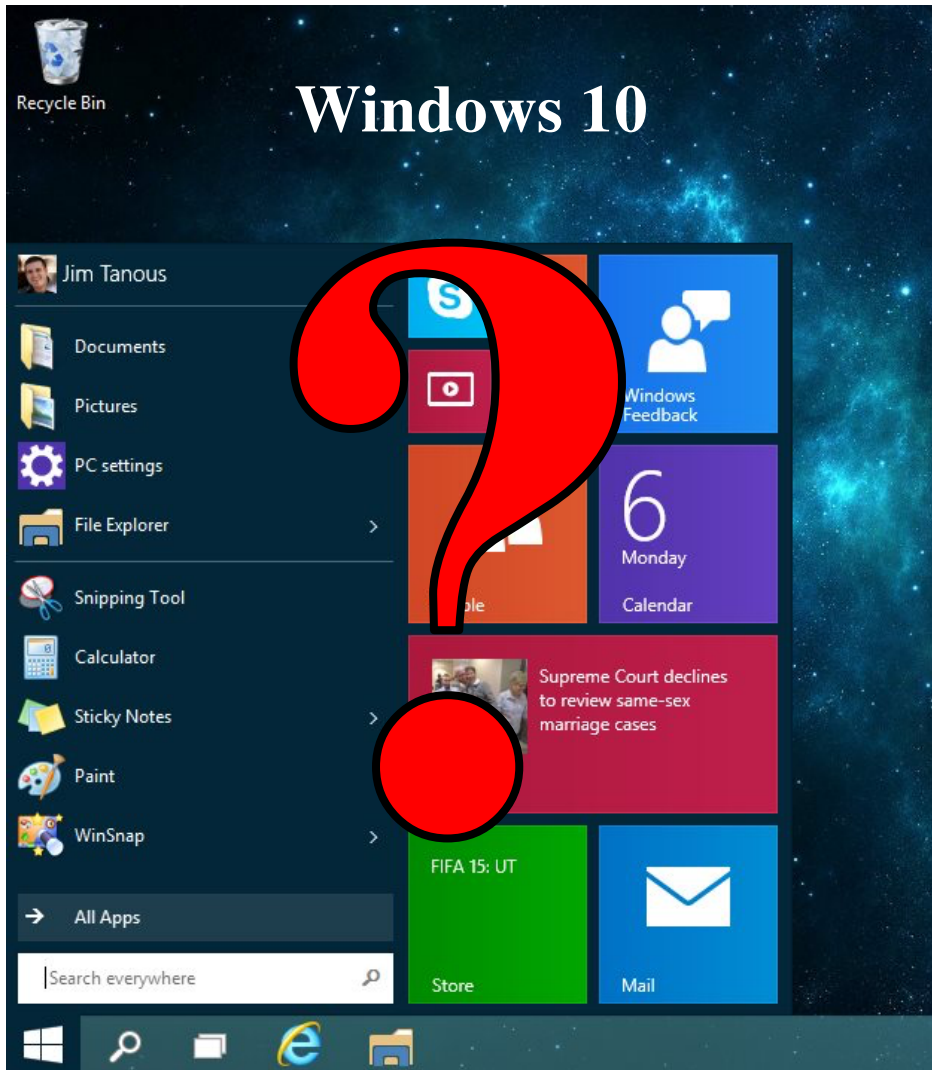 Recycle Bin
Windows 10
Jim Tanous
Documents
Pictures
PC settings
File Explorer
Snipping Tool
Calculator
Sticky Notes
Paint
WinSnap
All Apps
Search everywhere
S
Windows
Feedback
6
Monday
Calendar
Supreme Court declines
to review same-sex
marriage cases
FIFA 15: UT
Store
Mail